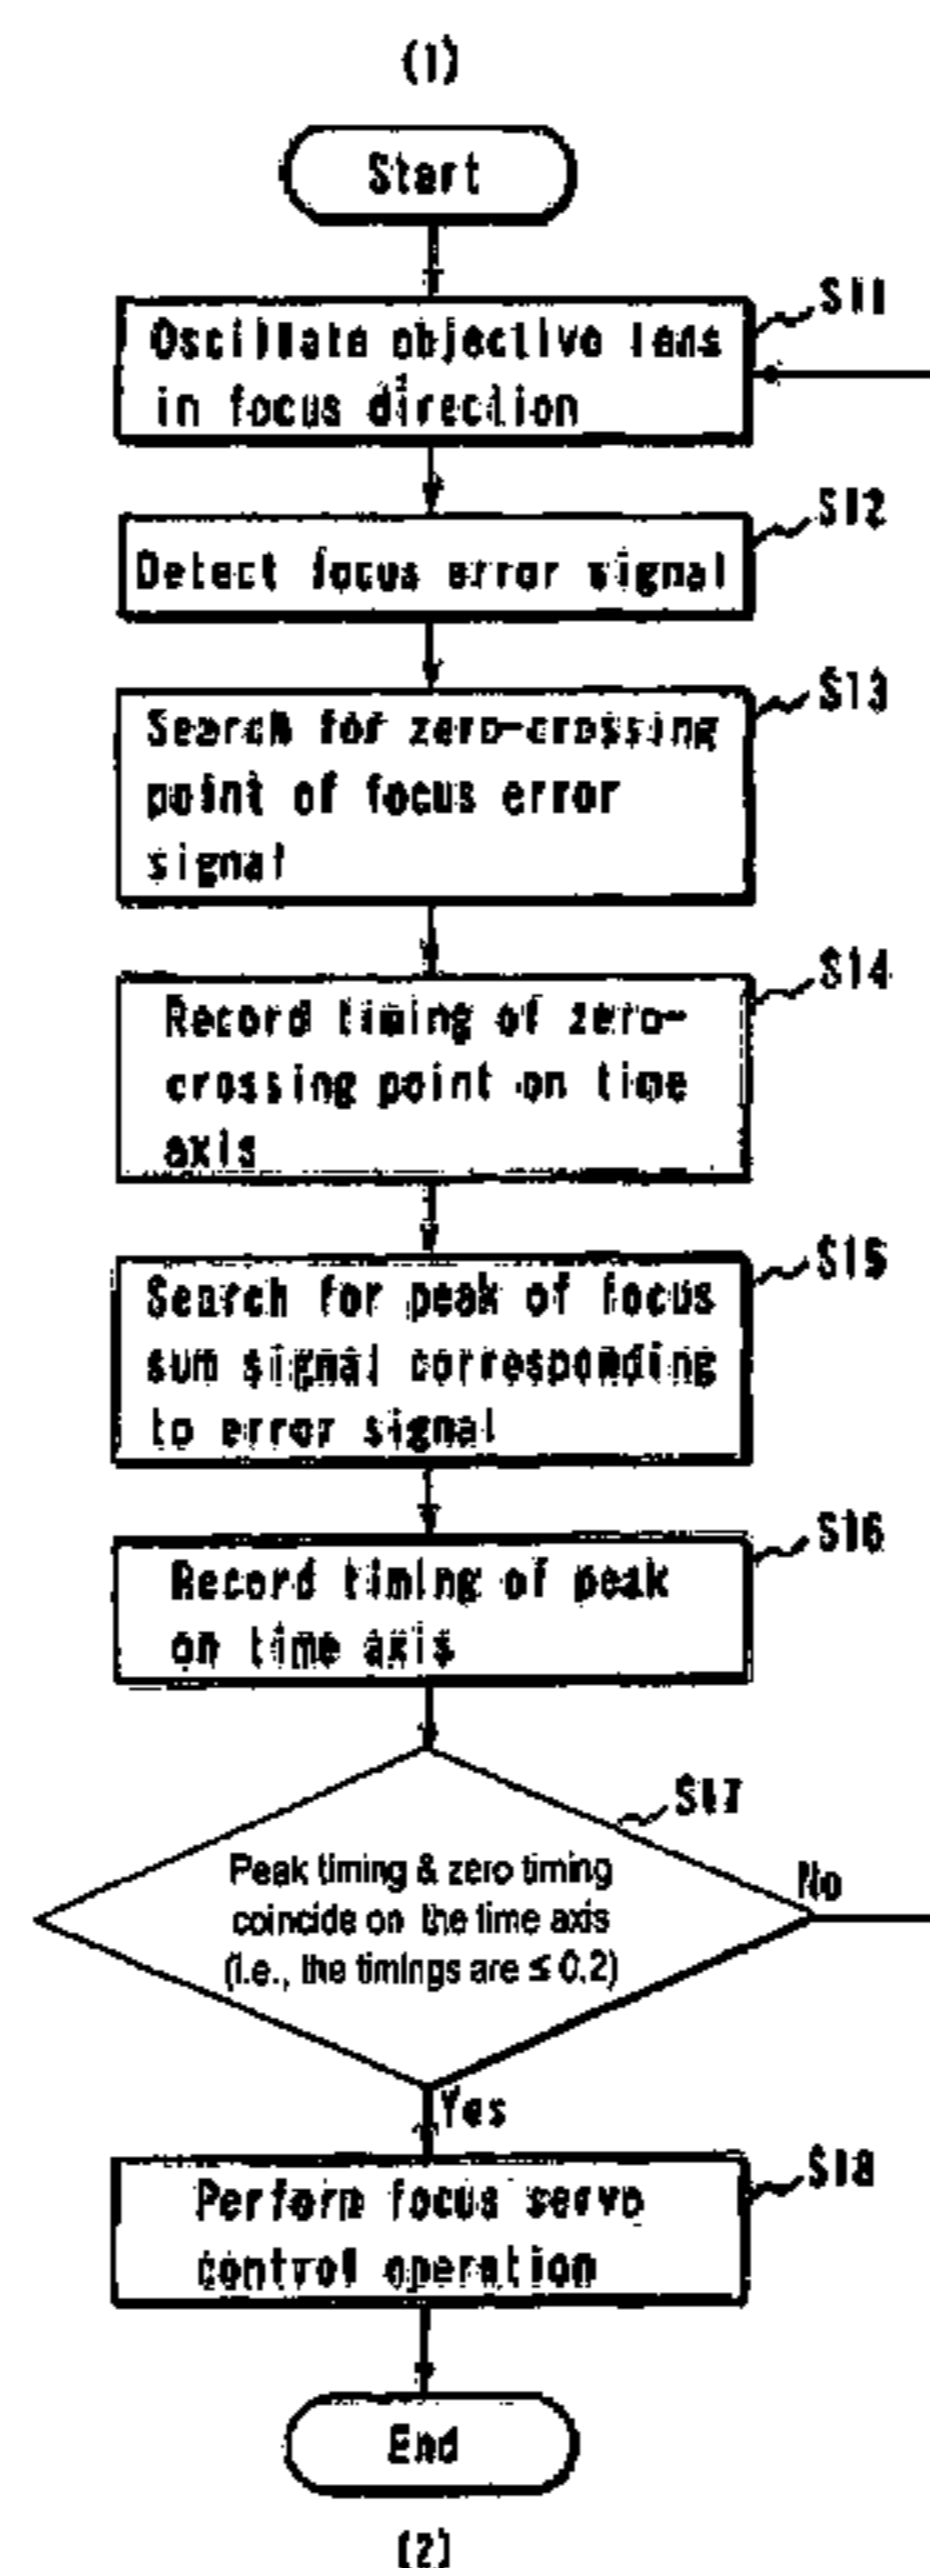 (1)
Start
S11
Oscillate objective lens
in focus direction
S12
Detect focus error signal
S13
Search for zero-crossing
point of focus error
signal
S14
Record timing of zero-
crossing point on time
axis
S15
Search for peak of focus
sum signal corresponding
to error signal
S16
Record timing of peak
on time axis
S17
Peak timing & zero timing
coincide on the time axis
(i.e., the timings are ≤ 0.2)
No
Yes
S18
Perform focus servo
control operation
End
(2)